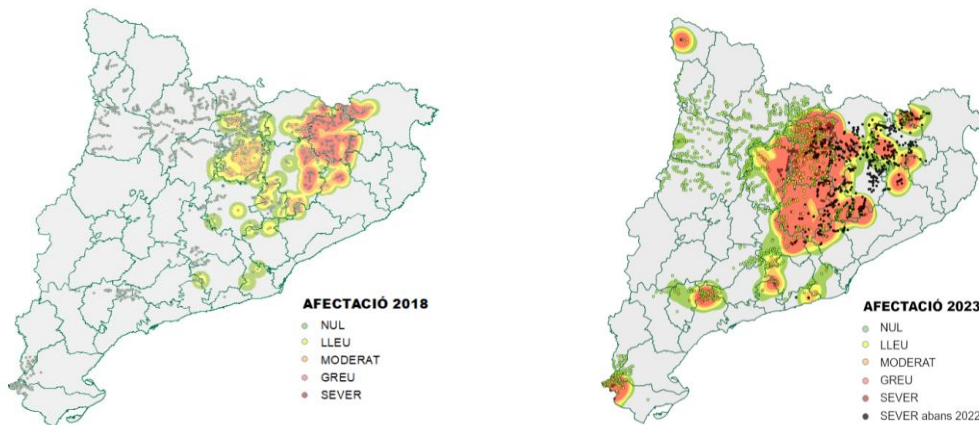 AFECTACIÓ 2018
NUL
LLEU
MODERAT
GREU
SEVER
AFECTACIÓ 2023
NUL
LLEU
MODERAT
GREU
SEVER
SEVER abans 2022